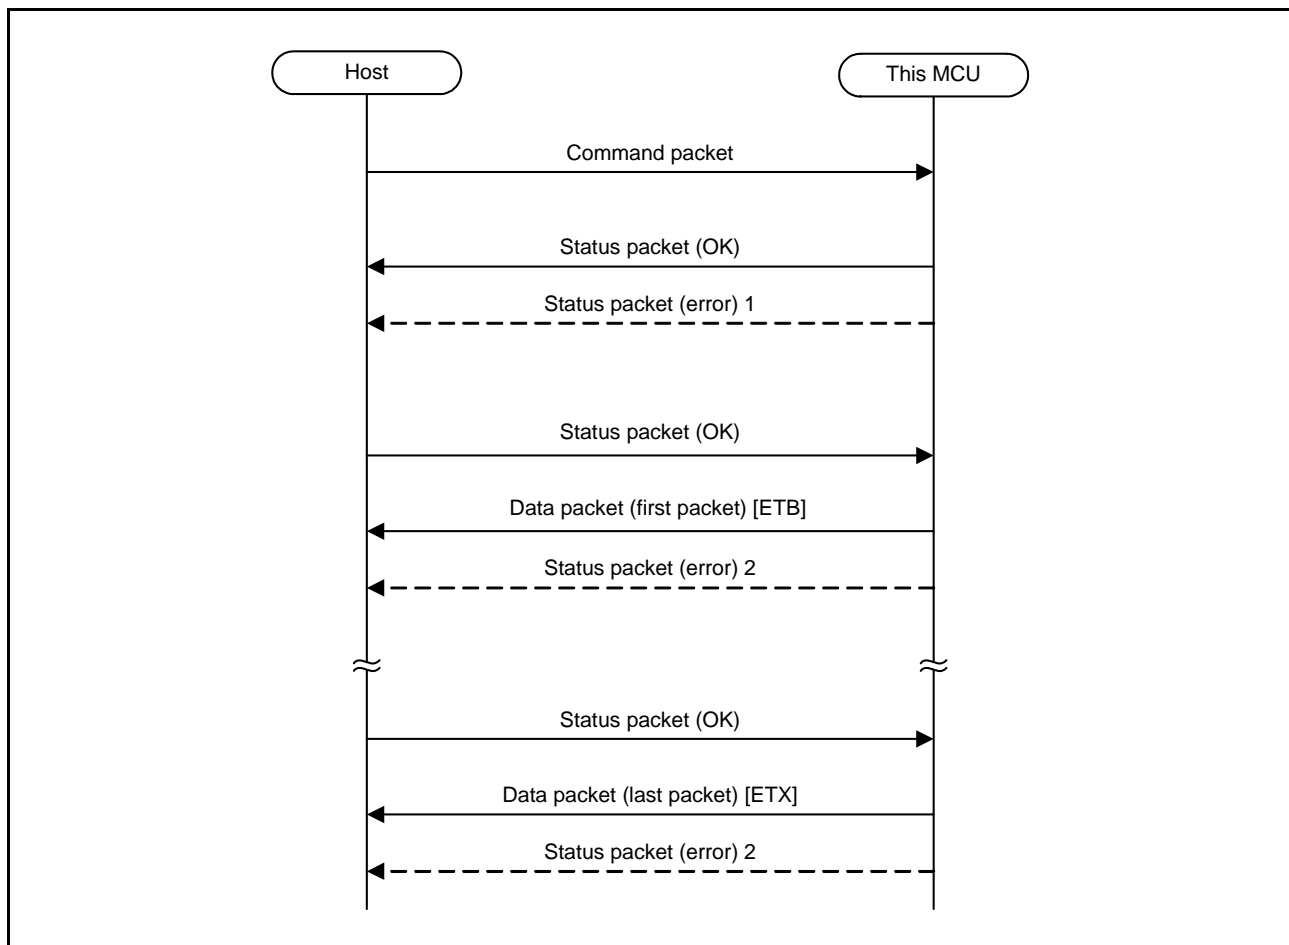 Host
This MCU
Command packet
Status packet (OK)
Status packet (error) 1
Status packet (OK)
Data packet (first packet) [ETB]
Status packet (error) 2
Status packet (OK)
Data packet (last packet) [ETX]
Status packet (error) 2